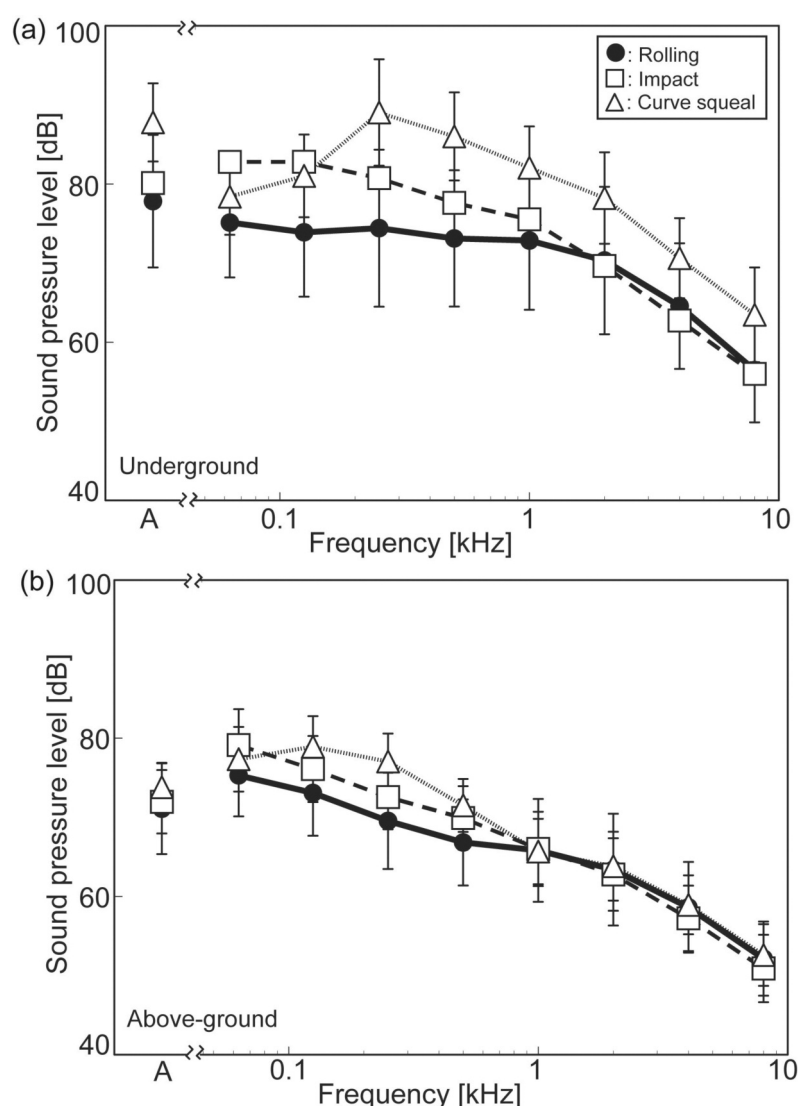 (a)
100
80
60
40
Sound pressure level [dB]
: Rolling
: Impact
: Curve squeal
Underground
A
0.1
1
10
Frequency [kHz]
(b)
100
80
60
40
Sound pressure level [dB]
Above-ground
A
0.1
1
10
Frequency [kHz]